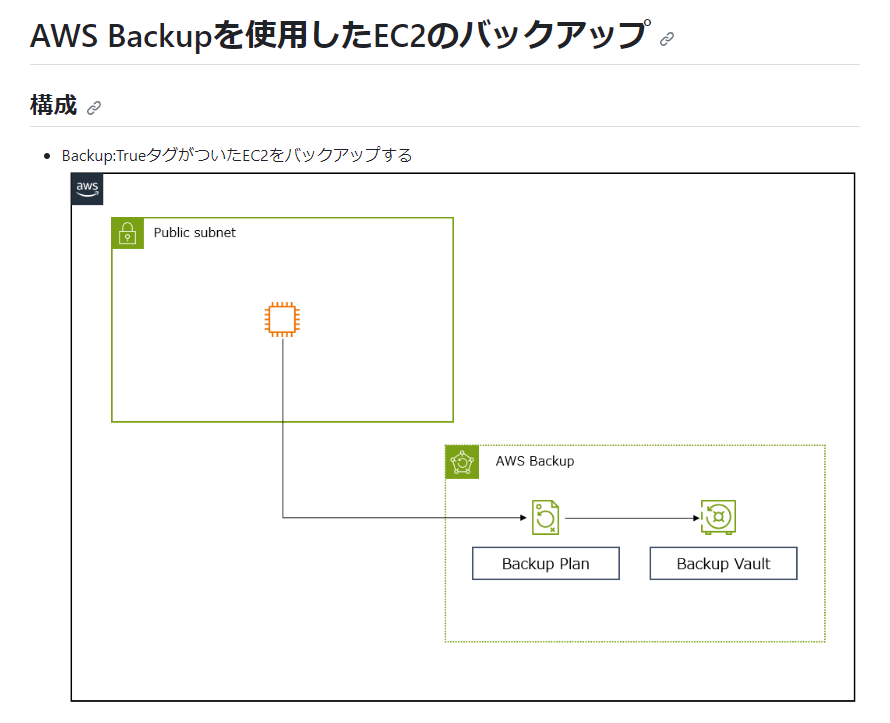 AWS Backupを使用したEC2のバックアップ
構成
Backup:TrueタグがついたEC2をバックアップする
aws
Public subnet
AWS Backup
Backup Plan
Backup Vault